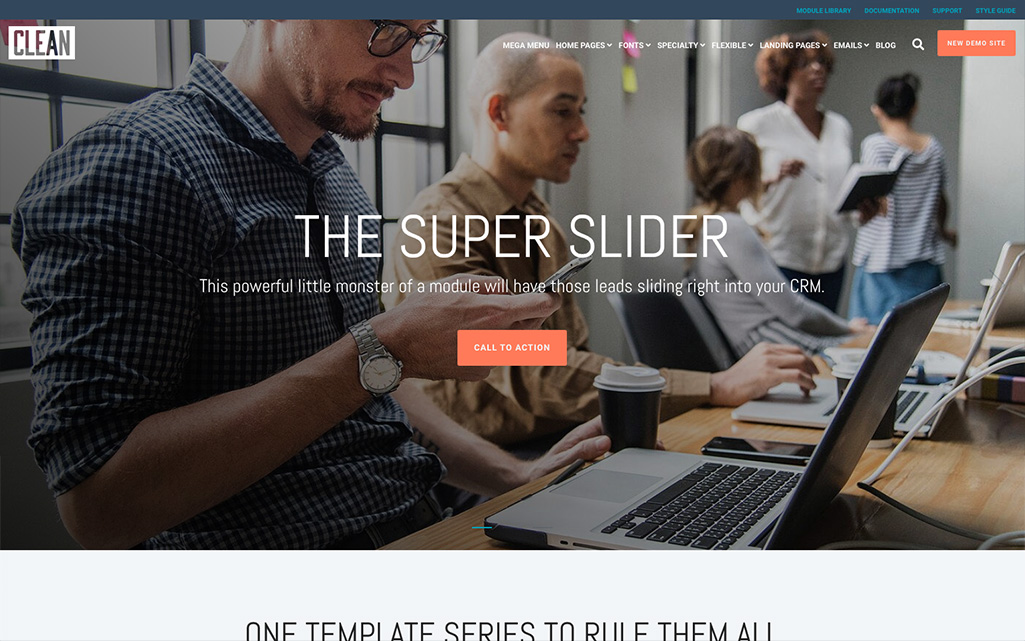 MODULE LIBRARY DOCUMENTATION SUPPORT STYLE GUIDE
CLEAN
MEGA MENU HOME PAGES FONTS SPECIALTY FLEXIBLE LANDING PAGES EMAILS BLOG
NEW DEMO SITE
THE SUPER SLIDER
This powerful little monster of a module will have those leads sliding right into your CRM.
CALL TO ACTION
ONE TEMPLATE SERIES TO RULE THEM ALL